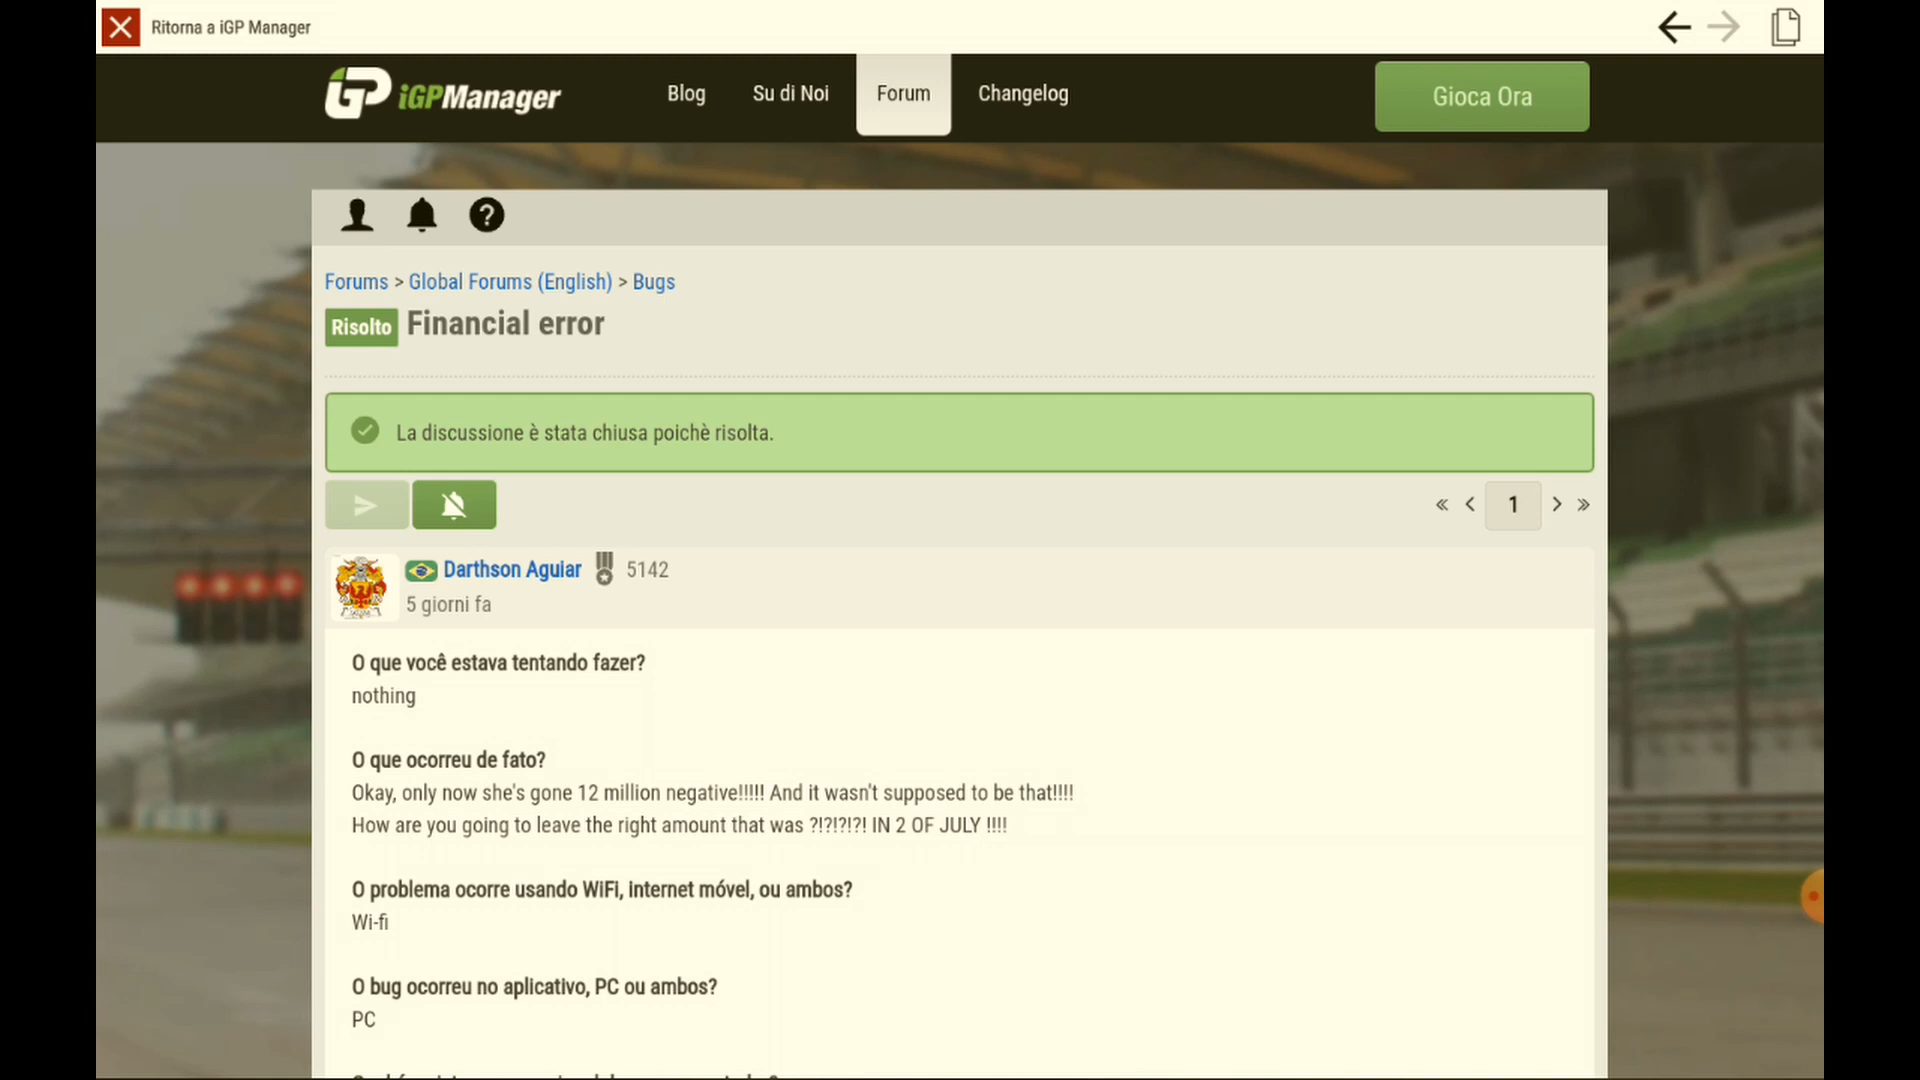 Ritorna a iGP Manager
iGPManager
Blog
Su di Noi
Forum
Changelog
Gioca Ora
Forums > Global Forums (English) > Bugs
Risolto Financial error
La discussione è stata chiusa poichè risolta.
« ‹ 1 › »
Darthson Aguiar 5142
5 giorni fa
O que você estava tentando fazer?
nothing
O que ocorreu de fato?
Okay, only now she's gone 12 million negative!!!!! And it wasn't supposed to be that!!!!
How are you going to leave the right amount that was ?!?!?!?! IN 2 OF JULY !!!!
O problema ocorre usando WiFi, internet móvel, ou ambos?
Wi-fi
O bug ocorreu no aplicativo, PC ou ambos?
PC